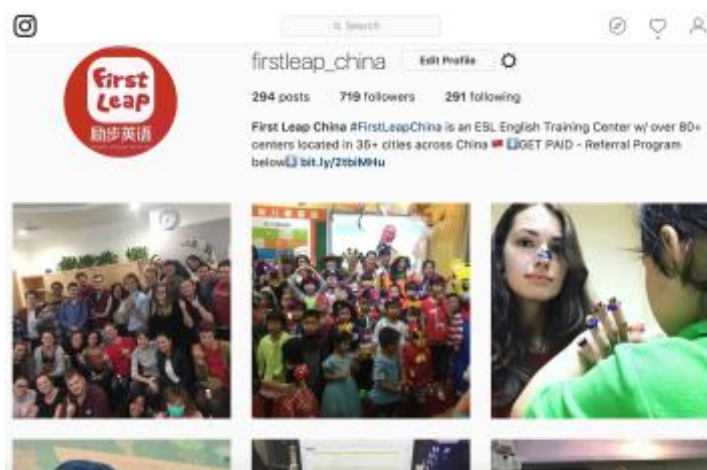 Search
firstleap_china Edit Profile
First
Leap
励步英语
294 posts 719 followers 291 following
First Leap China #FirstLeapChina is an ESL English Training Center w/ over 80+
centers located in 35+ cities across China 🇨🇳 ⬇️GET PAID - Referral Program
below⬇️ bit.ly/2tbiMHu